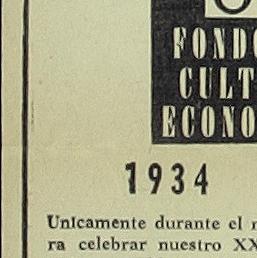 FONDO
CULT
ECONO
1934
Unicamente durante el
ra celebrar nuestro XX